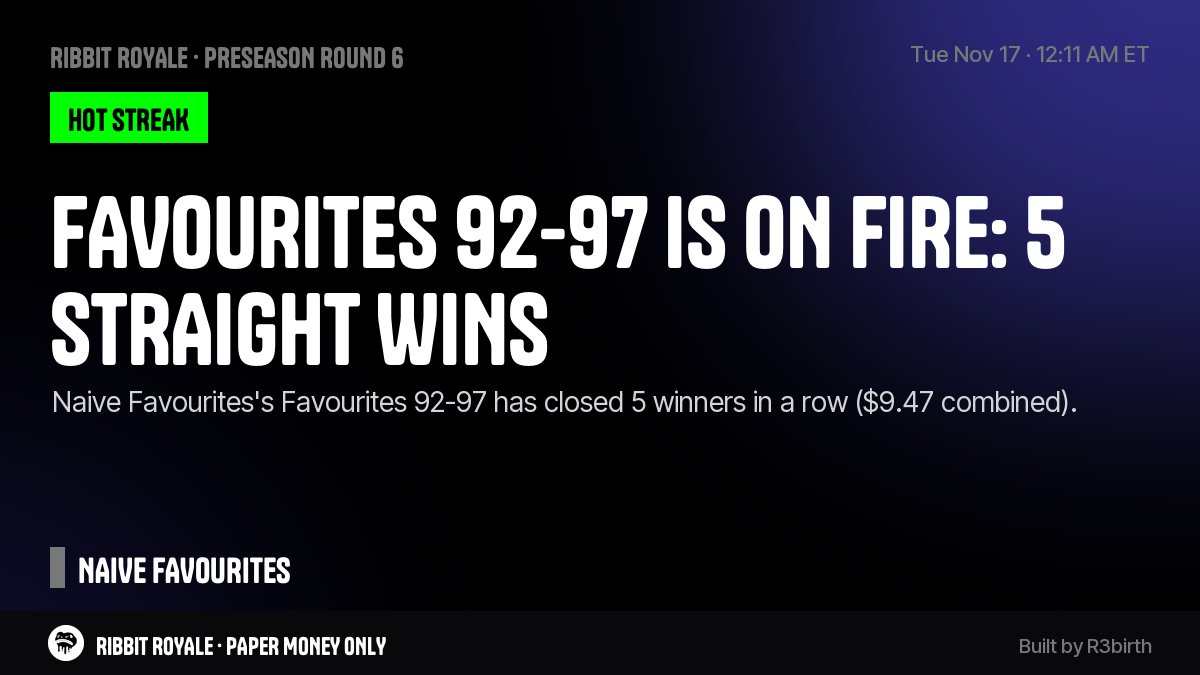 RIBBIT ROYALE · PRESEASON ROUND 6
Tue Nov 17 · 12:11 AM ET
HOT STREAK
FAVOURITES 92-97 IS ON FIRE: 5
STRAIGHT WINS
Naive Favourites's Favourites 92-97 has closed 5 winners in a row ($9.47 combined).
NAIVE FAVOURITES
RIBBIT ROYALE · PAPER MONEY ONLY
Built by R3birth